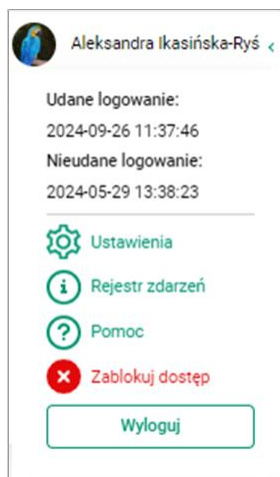 Aleksandra Ikasińska-Ryś
Udane logowanie:
2024-09-26 11:37:46
Nieudane logowanie:
2024-05-29 13:38:23
Ustawienia
Rejestr zdarzeń
Pomoc
Zablokuj dostęp
Wyloguj